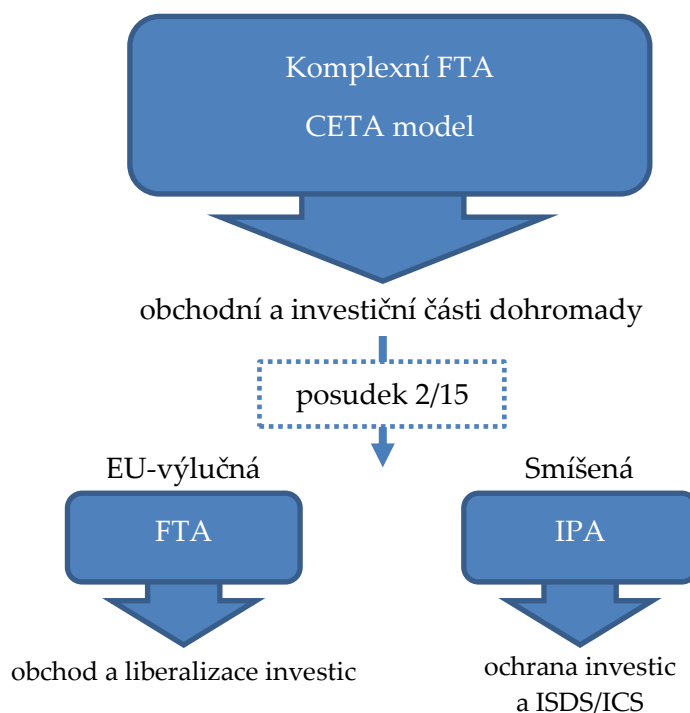 Komplexní FTA
CETA model
obchodní a investiční části dohromady
posudek 2/15
EU-výlučná
FTA
obchod a liberalizace investic
Smíšená
IPA
ochrana investic
a ISDS/ICS